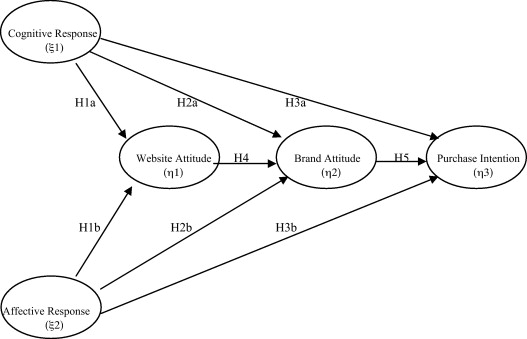 Cognitive Response
(ξ1)
H1a
H2a
H3a
Website Attitude
(η1)
H4
Brand Attitude
(η2)
H5
Purchase Intention
(η3)
H1b
H2b
H3b
Affective Response
(ξ2)